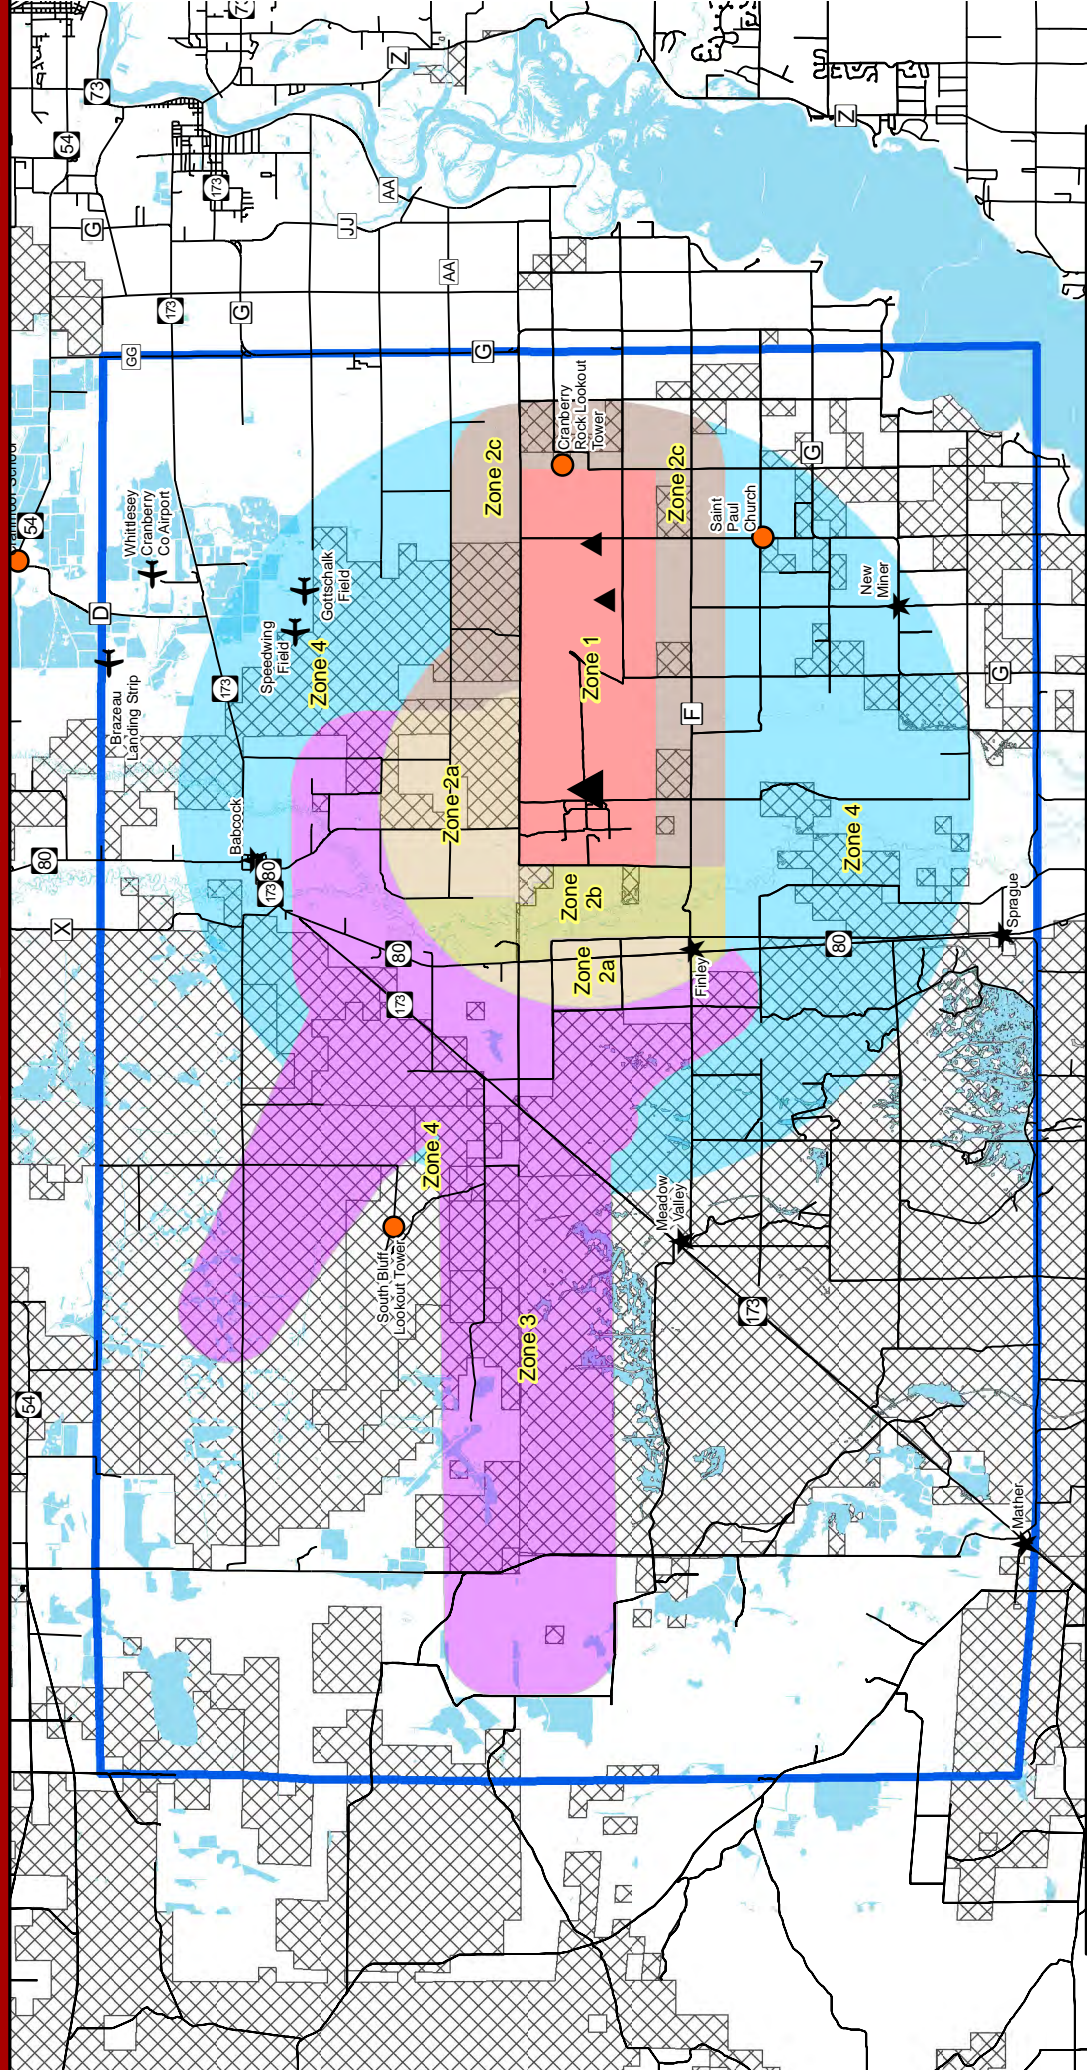 73
Z
73
54
173
AA
JJ
G
AA
173
G
Z
GG
G
Cranberry
Rock Lookout
Tower
Zone 2c
Zone 2c
G
54
Whittlesey
Cranberry
Co Airport
Saint
Paul
Church
Gottschalk
Field
New
Miner
D
Speedwing
Field
Zone 4
Zone 1
173
Brazeau
Landing Strip
F
G
Babcock
Zone 2a
Zone 4
80
80
173
Zone
2b
X
80
Zone
2a
Finley
80
Sprague
173
Zone 4
Meadow
Valley
South Bluff
Lookout Tower
173
Zone 3
54
Mather